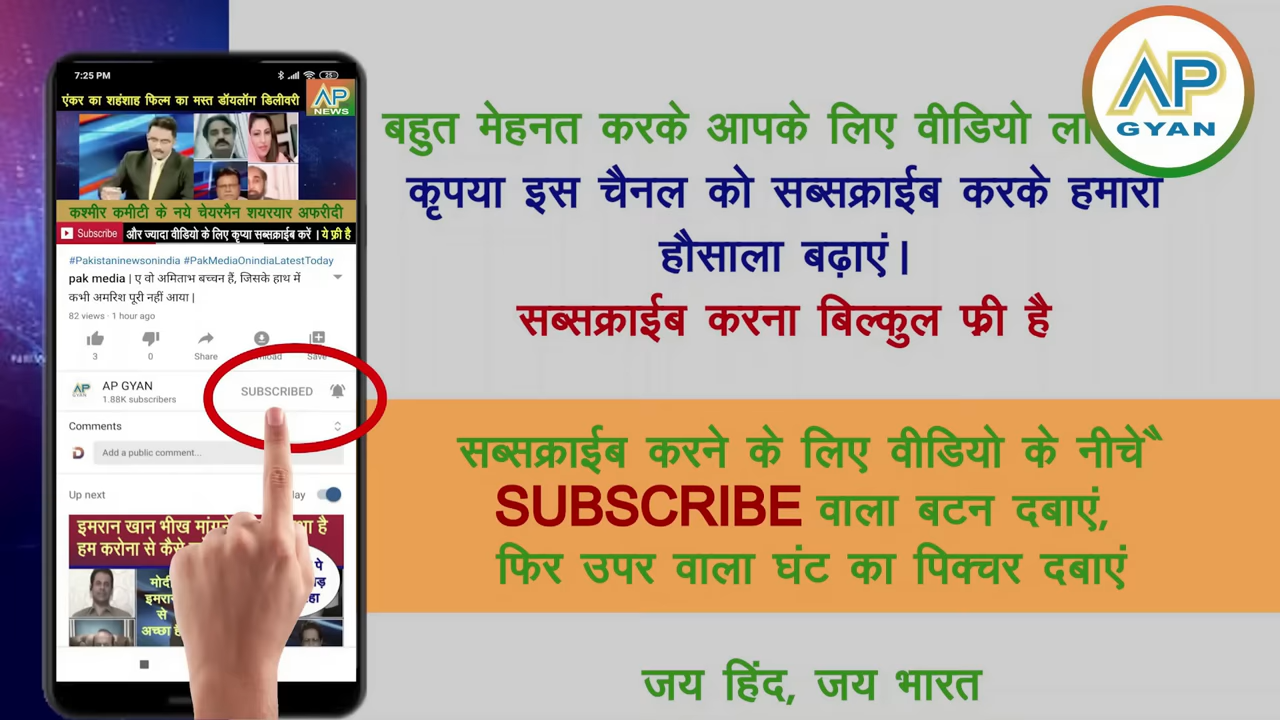 7:25 PM
25
एंकर का शहंशाह फिल्म का मस्त डॉयलॉग डिलीवरी
AP
NEWS
कश्मीर कमीटी के नये चेयरमैन शयरयार अफरीदी
Subscribe और ज्यादा वीडियो के लिए कृप्या सब्सक्राईब करें । ये फ्री है
#Pakistaninewsonindia #PakMediaOnindiaLatestToday
pak media | ए वो अमिताभ बच्चन हैं, जिसके हाथ में
कभी अमरिश पूरी नहीं आया |
82 views · 1 hour ago
3 0 Share Save
AP GYAN
1.88K subscribers
SUBSCRIBED
Comments
Add a public comment...
Up next
इमरान खान भीख मांगने है
हम करोना से कैसे
मोदी
से
अच्छा
AP
GYAN
बहुत मेहनत करके आपके लिए वीडियो
कृपया इस चैनल को सब्सक्राईब करके हमारा
हौसाला बढ़ाएं।
सब्सक्राईब करना बिल्कुल फ्री है
सब्सक्राईब करने के लिए वीडियो के नीचे ̎
SUBSCRIBE वाला बटन दबाएं,
फिर उपर वाला घंट का पिक्चर दबाएं
जय हिंद, जय भारत